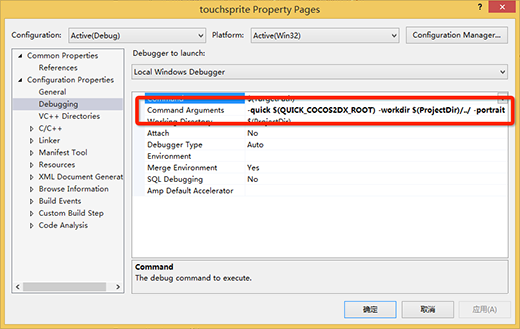 touchsprite Property Pages
Configuration: Active(Debug) Platform: Active(Win32) Configuration Manager...
Common Properties
References
Configuration Properties
General
Debugging
VC++ Directories
C/C++
Linker
Manifest Tool
Resources
XML Document Generat
Browse Information
Build Events
Custom Build Step
Code Analysis
Debugger to launch:
Local Windows Debugger
Command $(TargetPath)
Command Arguments -quick $(QUICK_COCOS2DX_ROOT) -workdir $(ProjectDir)/../ -portrait
Working Directory $(ProjectDir)
Attach No
Debugger Type Auto
Environment
Merge Environment Yes
SQL Debugging No
Amp Default Accelerator
Command
The debug command to execute.
确定 取消 应用(A)